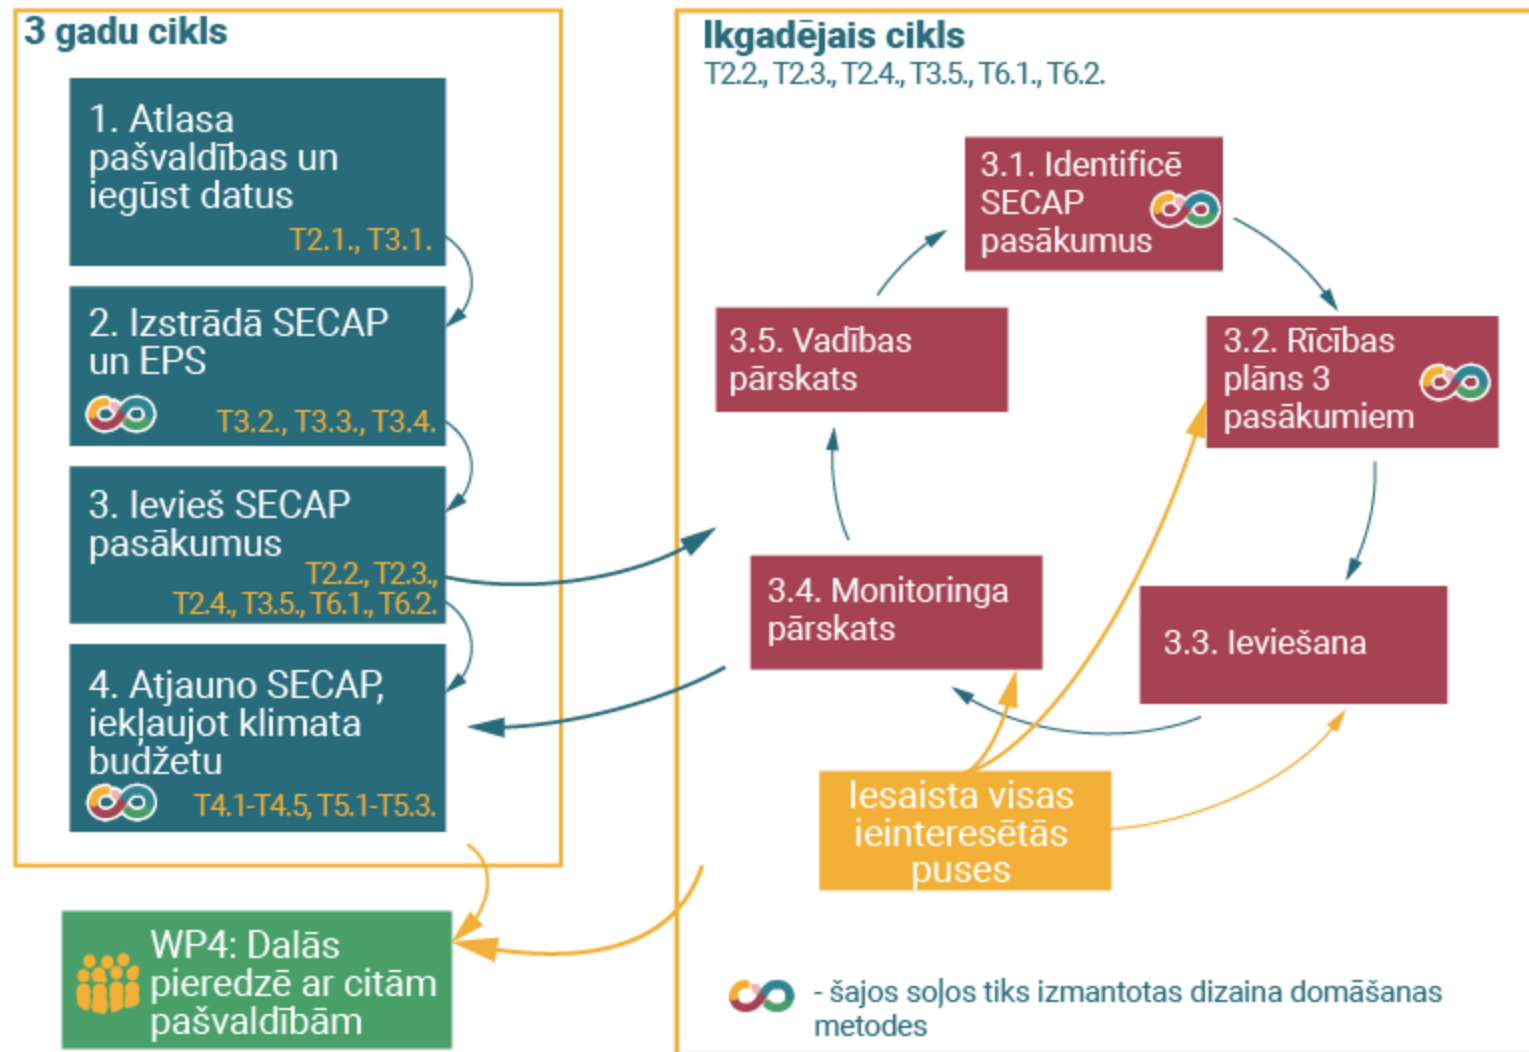 3 gadu cikls
1. Atlasa
pašvaldības un
iegūst datus
T2.1., T3.1.
2. Izstrādā SECAP
un EPS
T3.2., T3.3., T3.4.
3. Ievieš SECAP
pasākumus
T2.2., T2.3.,
T2.4., T3.5., T6.1., T6.2.
4. Atjauno SECAP,
iekļaujot klimata
budžetu
T4.1-T4.5, T5.1-T5.3.
WP4: Dalās
pieredzē ar citām
pašvaldībām
Ikgadējais cikls
T2.2., T2.3., T2.4., T3.5., T6.1., T6.2.
3.1. Identificē
SECAP
pasākumus
3.2. Rīcības
plāns 3
pasākumiem
3.3. Ieviešana
3.4. Monitoringa
pārskats
3.5. Vadības
pārskats
Iesaista visas
ieinteresētās
puses
- šajos soļos tiks izmantotas dizaina domāšanas
metodes